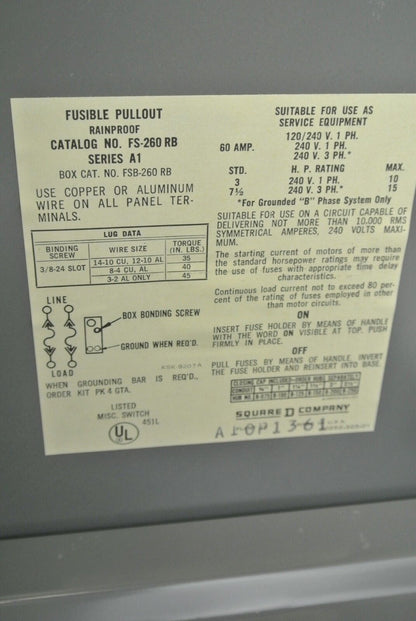 FUSIBLE PULLOUT
RAINPROOF
CATALOG NO. FS-260 RB
SERIES A1
BOX CAT. NO. FSB-260 RB
USE COPPER OR ALUMINUM
WIRE ON ALL PANEL TER-
MINALS.
LUG DATA
BINDING SCREW WIRE SIZE TORQUE (IN. LBS.)
3/8-24 SLOT 14-10 CU, 12-10 AL 35
8-4 CU, AL 40
3-2 AL ONLY 45
LINE
BOX BONDING SCREW
GROUND WHEN REQ'D.
LOAD
WHEN GROUNDING BAR IS REQ'D.,
ORDER KIT PK 4 GTA.
LISTED
MISC. SWITCH
451L
UL
SUITABLE FOR USE AS
SERVICE EQUIPMENT
120/240 V. 1 PH.
60 AMP. 240 V. 1 PH.
240 V. 3 PH.*
STD. H. P. RATING MAX.
3 240 V. 1 PH. 10
7½ 240 V. 3 PH.* 15
*For Grounded "B" Phase System Only
SUITABLE FOR USE ON A CIRCUIT CAPABLE OF
DELIVERING NOT MORE THAN 10,000 RMS
SYMMETRICAL AMPERES, 240 VOLTS MAXI-
MUM.
The starting current of motors of more than
the standard horsepower ratings may require
the use of fuses with appropriate time delay
characteristics.
Continuous load current not to exceed 80 per-
cent of the rating of fuses employed in other
than motor circuits.
ON
INSERT FUSE HOLDER BY MEANS OF HANDLE
WITH THE WORD ON VISIBLE AT TOP. PUSH
FIRMLY IN PLACE.
OFF
PULL FUSES BY MEANS OF HANDLE, INVERT
THE FUSE HOLDER AND REINSERT INTO BASE.
CLOSING CAP INCLUDED-ORDER HUBS SEPARATELY
CONDUIT
HUB NO.
SQUARE D COMPANY
A10P1361